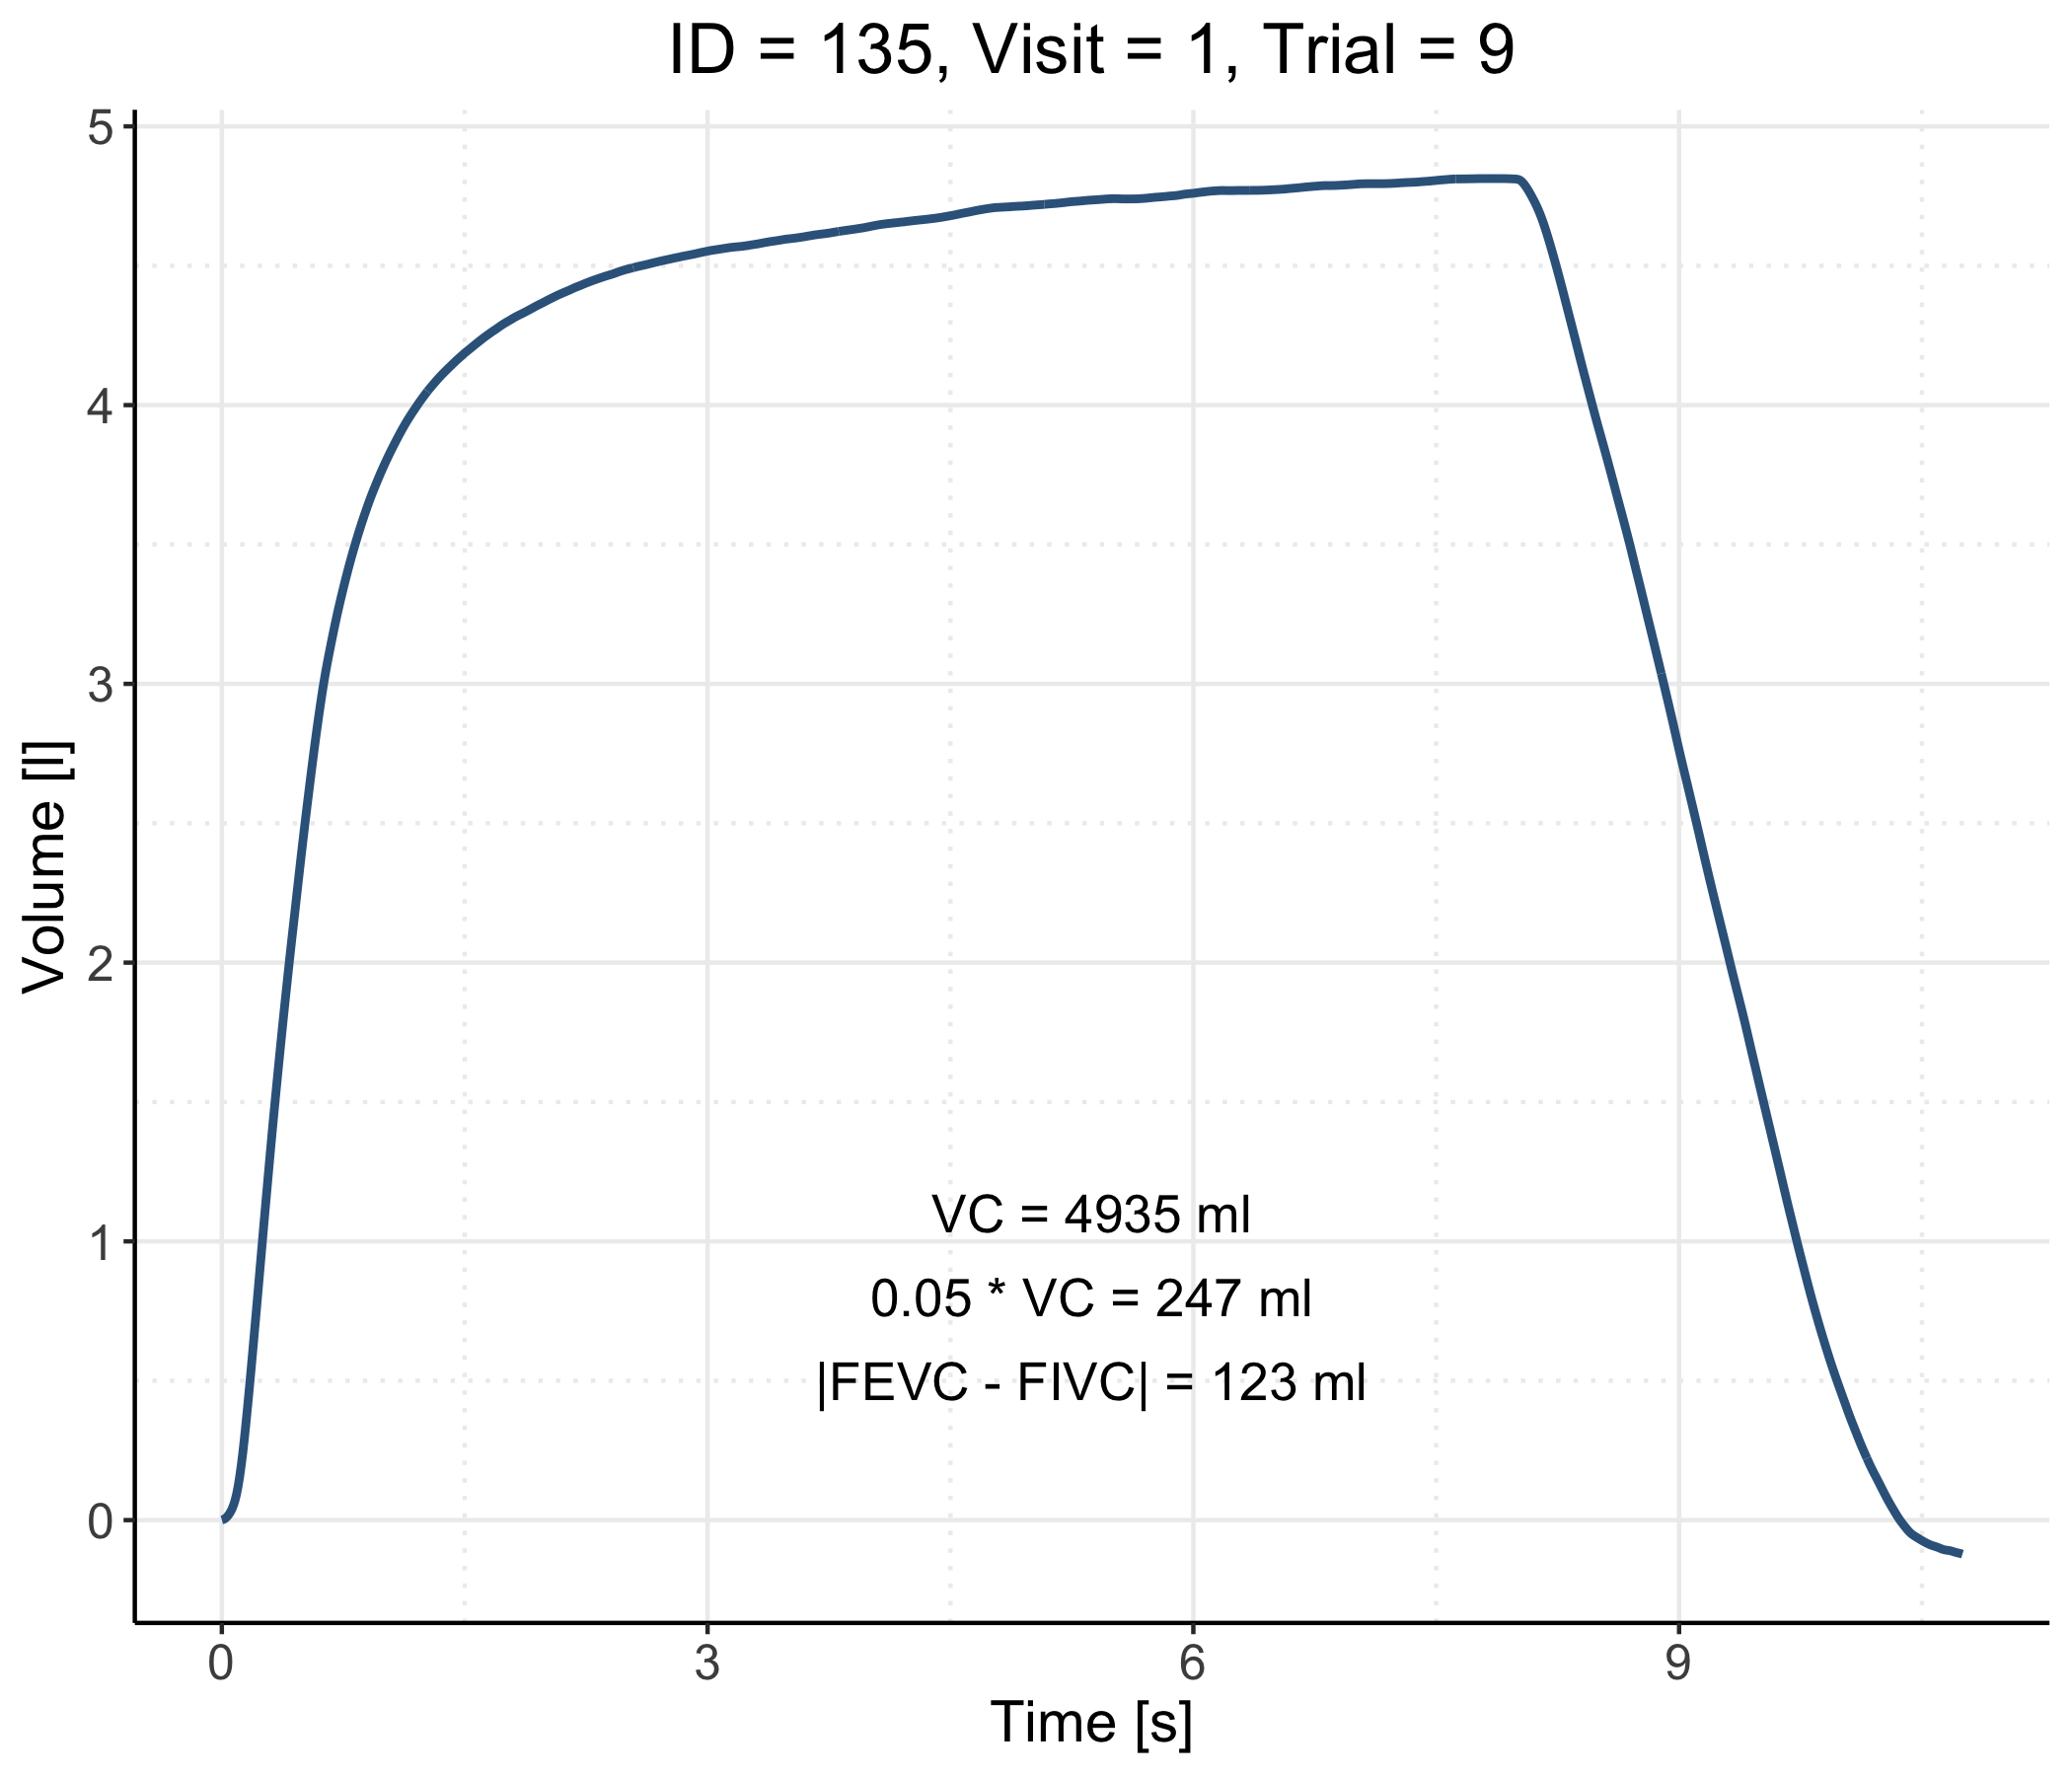 ID = 135, Visit = 1, Trial = 9
5
4
3
2
1
0
Volume [l]
VC = 4935 ml
0.05 * VC = 247 ml
|FEVC - FIVC| = 123 ml
0 3 6 9
Time [s]